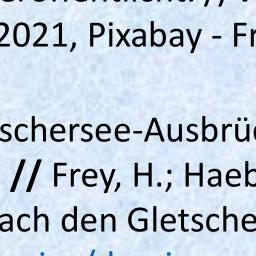 2021, Pixabay - Fr
schersee-Ausbrü
// Frey, H.; Haeb
ach den Gletsche